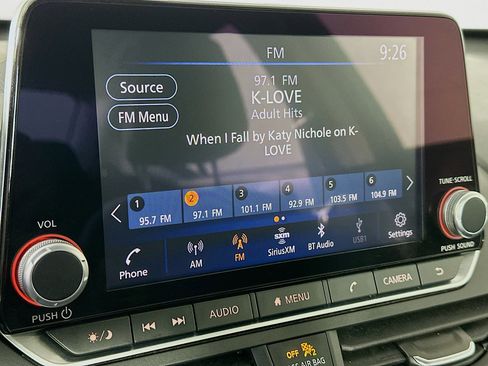 FM 9:26
Source
97.1 FM
K-LOVE
Adult Hits
FM Menu
When I Fall by Katy Nichole on K-
LOVE
1 2 3 4 5 6
95.7 FM 97.1 FM 101.1 FM 92.9 FM 103.5 FM 104.9 FM
TUNE-SCROLL
VOL
Phone AM FM sxm SiriusXM BT Audio USB1 Settings
PUSH
PUSH SOUND
AUDIO MENU CAMERA
OFF 2
AIR BAG